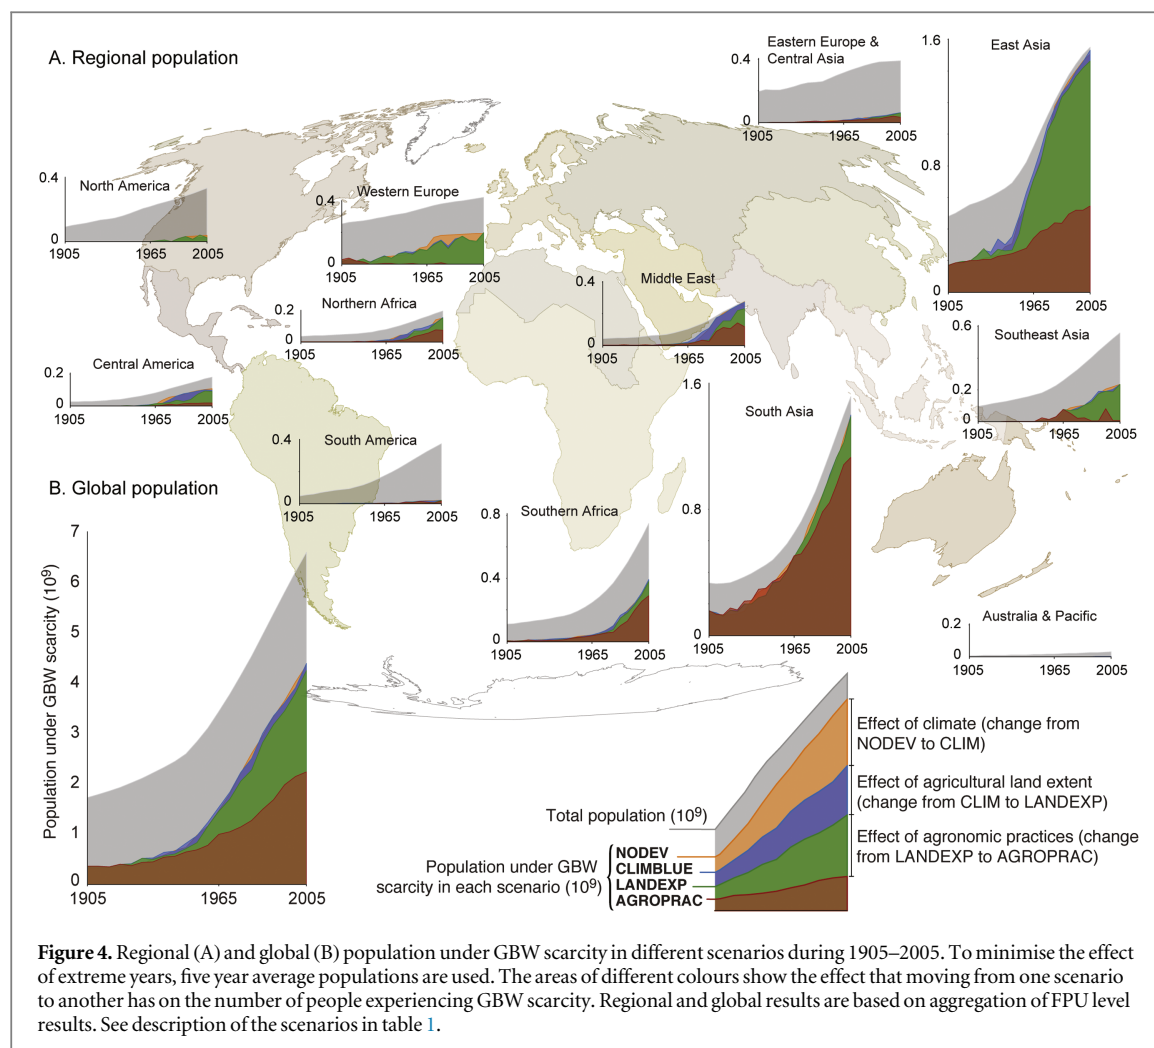 A. Regional population
Eastern Europe &
Central Asia
0.4
0
1905
1965
2005
East Asia
1.6
0.8
0
1905
1965
2005
North America
0.4
0
1905
1965
2005
Western Europe
0.4
0
1905
1965
2005
Middle East
0.4
0
1905
1965
2005
Northern Africa
0.2
0
1905
1965
2005
Southeast Asia
0.6
0.2
0
1905
1965
2005
Central America
0.2
0
1905
1965
2005
South Asia
1.6
0.8
0
1905
1965
2005
South America
0.4
0
1905
1965
2005
Southern Africa
0.8
0.4
0
1905
1965
2005
Australia & Pacific
0.2
0
1905
1965
2005
B. Global population
Population under GBW scarcity (10⁹)
7
6
5
4
3
2
1
0
1905
1965
2005
Total population (10⁹)
Population under GBW
scarcity in each scenario (10⁹)
NODEV
CLIMBLUE
LANDEXP
AGROPRAC
Effect of climate (change from
NODEV to CLIM)
Effect of agricultural land extent
(change from CLIM to LANDEXP)
Effect of agronomic practices (change
from LANDEXP to AGROPRAC)
Figure 4. Regional (A) and global (B) population under GBW scarcity in different scenarios during 1905–2005. To minimise the effect
of extreme years, five year average populations are used. The areas of different colours show the effect that moving from one scenario
to another has on the number of people experiencing GBW scarcity. Regional and global results are based on aggregation of FPU level
results. See description of the scenarios in table 1.